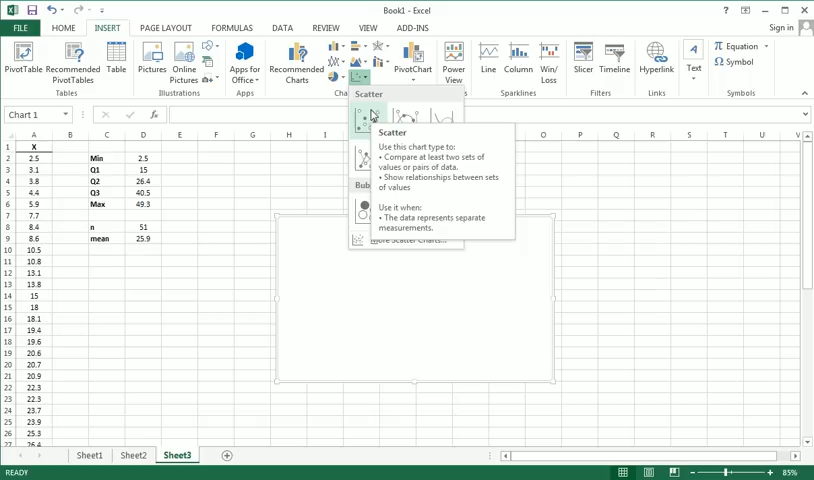 Book1 - Excel
FILE HOME INSERT PAGE LAYOUT FORMULAS DATA REVIEW VIEW ADD-INS Sign in
PivotTable Recommended PivotTables Table Pictures Online Pictures Apps for Office Recommended Charts PivotChart Power View Line Column Win/Loss Slicer Timeline Hyperlink Text Equation Symbol
Tables Illustrations Apps Sparklines Filters Links Symbols
Chart 1
Scatter
A B C D E F G H I O P Q R S T U
1 X
2 2.5 Min 2.5
3 3.1 Q1 15
4 3.8 Q2 26.4
5 4.4 Q3 40.5
6 5.9 Max 49.3
7 7.7
8 8.4 n 51
9 8.6 mean 25.9
10 10.5
11 11.8
12 13.1
13 13.8
14 15
15 18
16 18.1
17 19.4
18 19.6
19 20.6
20 20.7
21 20.9
22 22.3
23 22.3
24 23.7
25 23.9
26 25.3
27 26.4
Scatter
Use this chart type to:
• Compare at least two sets of
values or pairs of data.
• Show relationships between sets
of values
Use it when:
• The data represents separate
measurements.
More Scatter Charts...
Sheet1 Sheet2 Sheet3
READY 85%